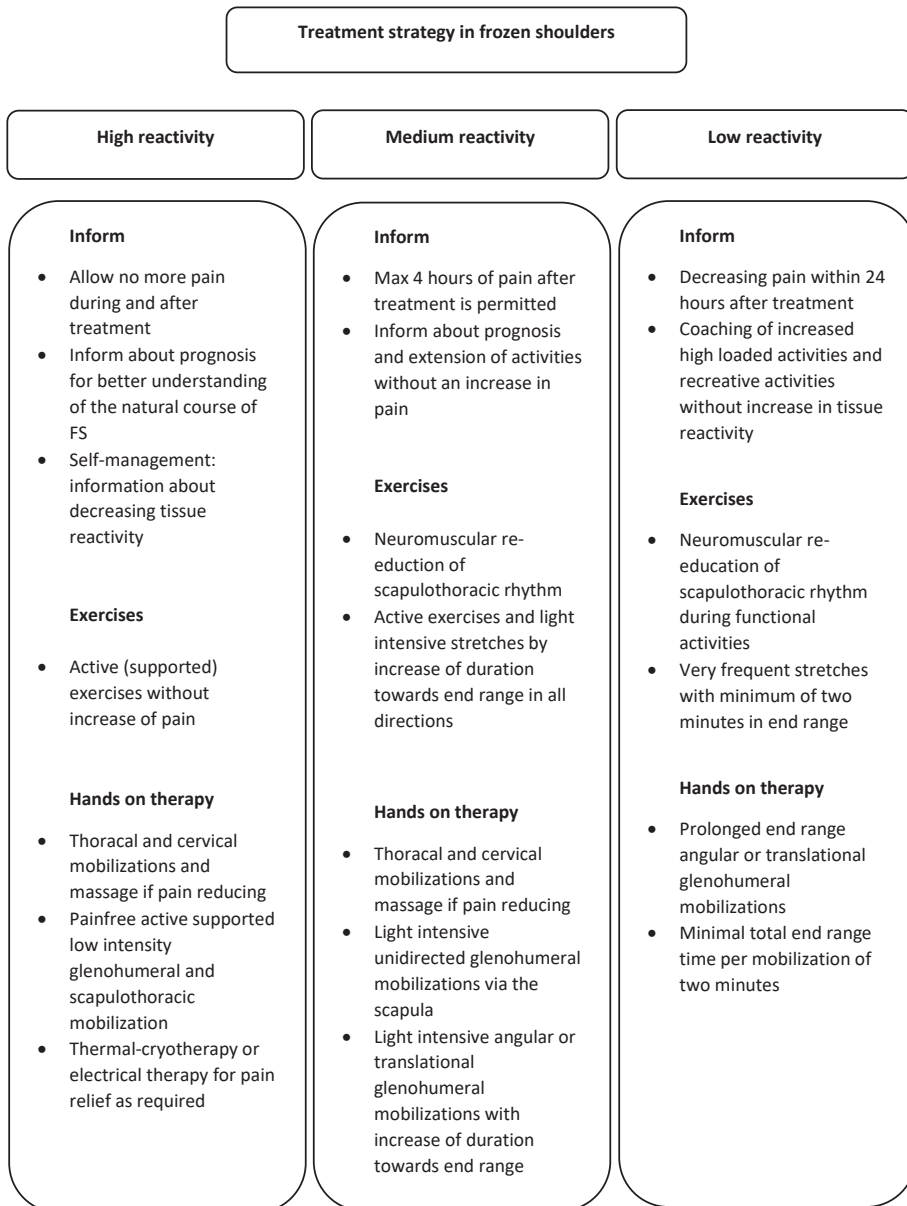 Treatment strategy in frozen shoulders
High reactivity
Inform
• Allow no more pain
during and after
treatment
• Inform about prognosis
for better understanding
of the natural course of
FS
• Self-management:
information about
decreasing tissue
reactivity
Exercises
• Active (supported)
exercises without
increase of pain
Hands on therapy
• Thoracal and cervical
mobilizations and
massage if pain reducing
• Painfree active supported
low intensity
glenohumeral and
scapulothoracic
mobilization
• Thermal-cryotherapy or
electrical therapy for pain
relief as required
Medium reactivity
Inform
• Max 4 hours of pain after
treatment is permitted
• Inform about prognosis
and extension of activities
without an increase in
pain
Exercises
• Neuromuscular re-
eduction of
scapulothoracic rhythm
• Active exercises and light
intensive stretches by
increase of duration
towards end range in all
directions
Hands on therapy
• Thoracal and cervical
mobilizations and
massage if pain reducing
• Light intensive
unidirected glenohumeral
mobilizations via the
scapula
• Light intensive angular or
translational
glenohumeral
mobilizations with
increase of duration
towards end range
Low reactivity
Inform
• Decreasing pain within 24
hours after treatment
• Coaching of increased
high loaded activities and
recreative activities
without increase in tissue
reactivity
Exercises
• Neuromuscular re-
education of
scapulothoracic rhythm
during functional
activities
• Very frequent stretches
with minimum of two
minutes in end range
Hands on therapy
• Prolonged end range
angular or translational
glenohumeral
mobilizations
• Minimal total end range
time per mobilization of
two minutes